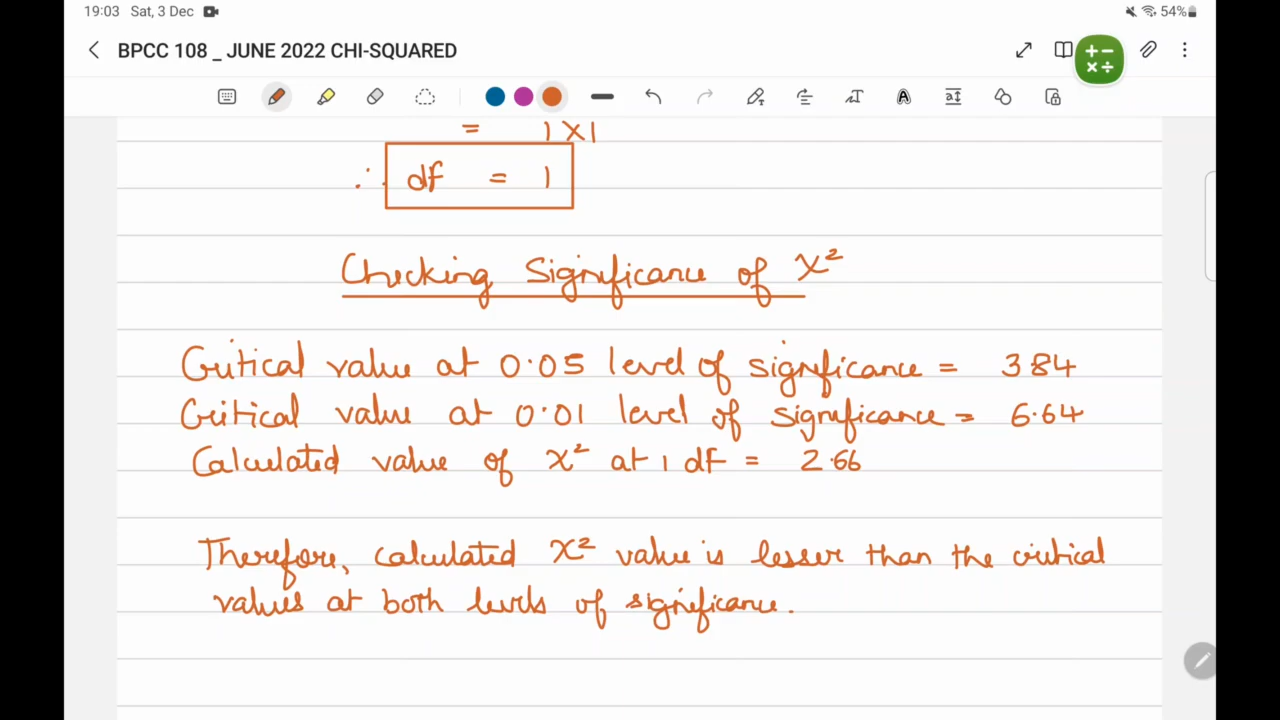 19:03 Sat, 3 Dec 54%
BPCC 108 _ JUNE 2022 CHI-SQUARED
= 1 X 1
∴ df = 1
Checking Significance of X²
Critical value at 0.05 level of significance = 3.84
Critical value at 0.01 level of significance = 6.64
Calculated value of X² at 1 df = 2.66
Therefore, calculated X² value is lesser than the critical
values at both levels of significance.